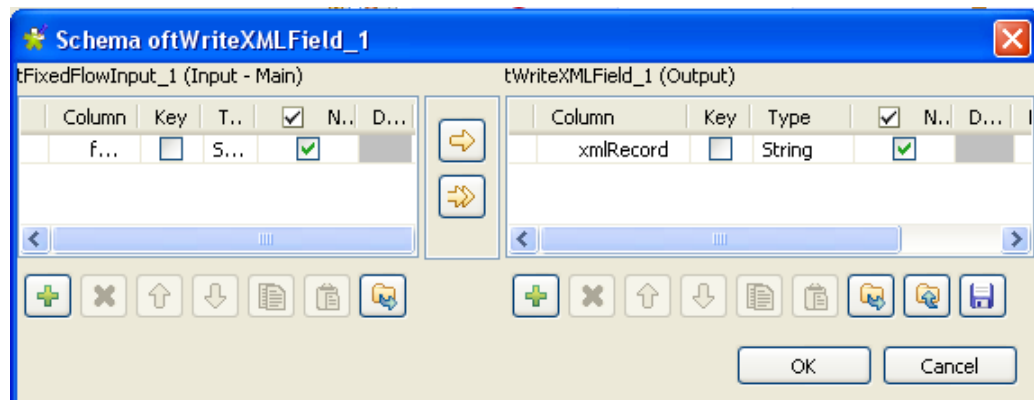 Schema oftWriteXMLField_1
tFixedFlowInput_1 (Input - Main)
tWriteXMLField_1 (Output)
Column Key T.. N.. D...
f... S...
Column Key Type N.. D... I
xmlRecord String
OK
Cancel